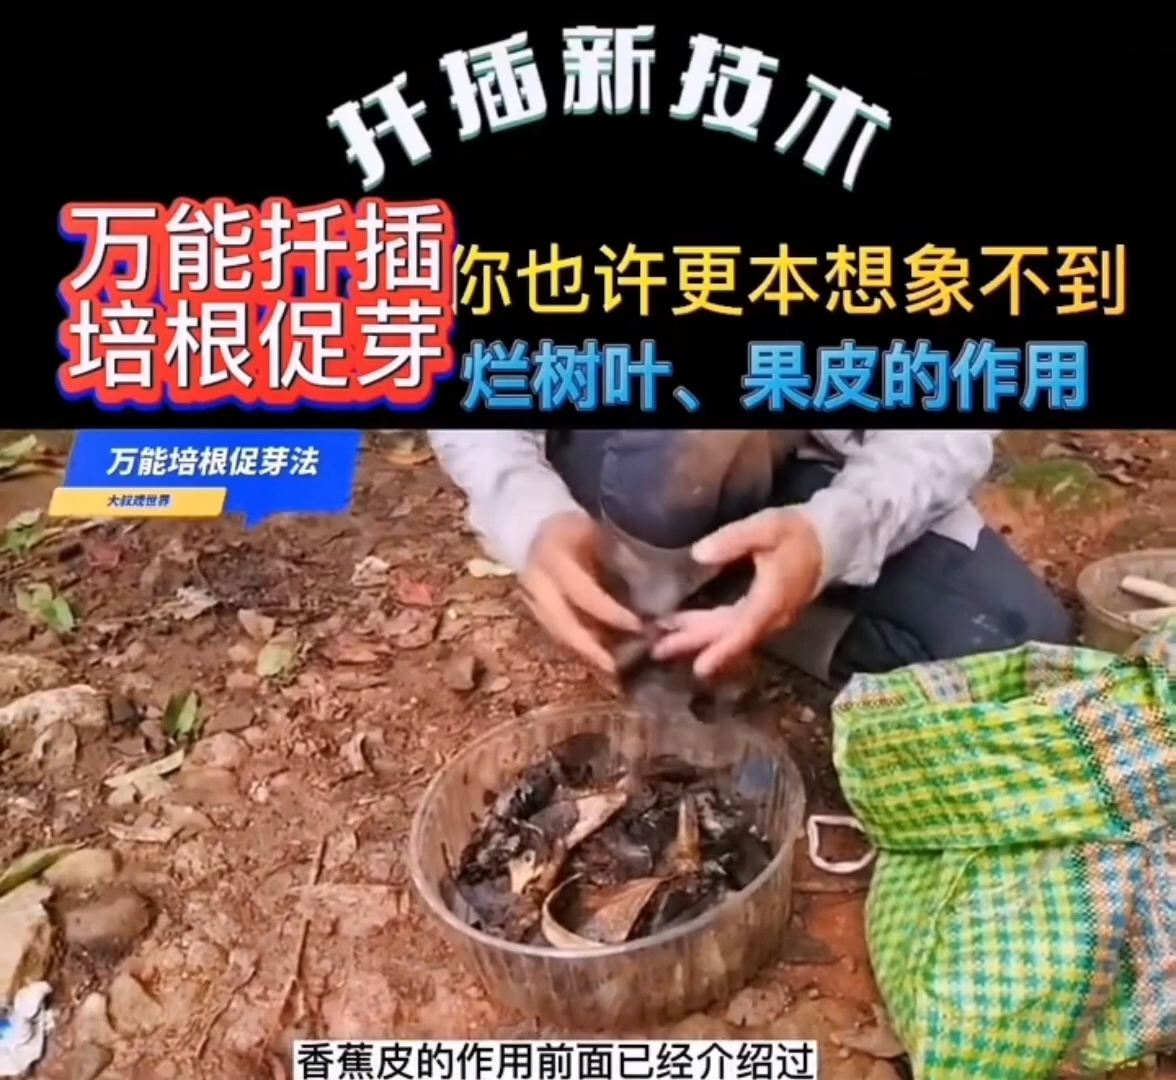 扦插新技术
万能扦插
培根促芽
你也许更本想象不到
烂树叶、果皮的作用
万能培根促芽法
大叔观世界
香蕉皮的作用前面已经介绍过